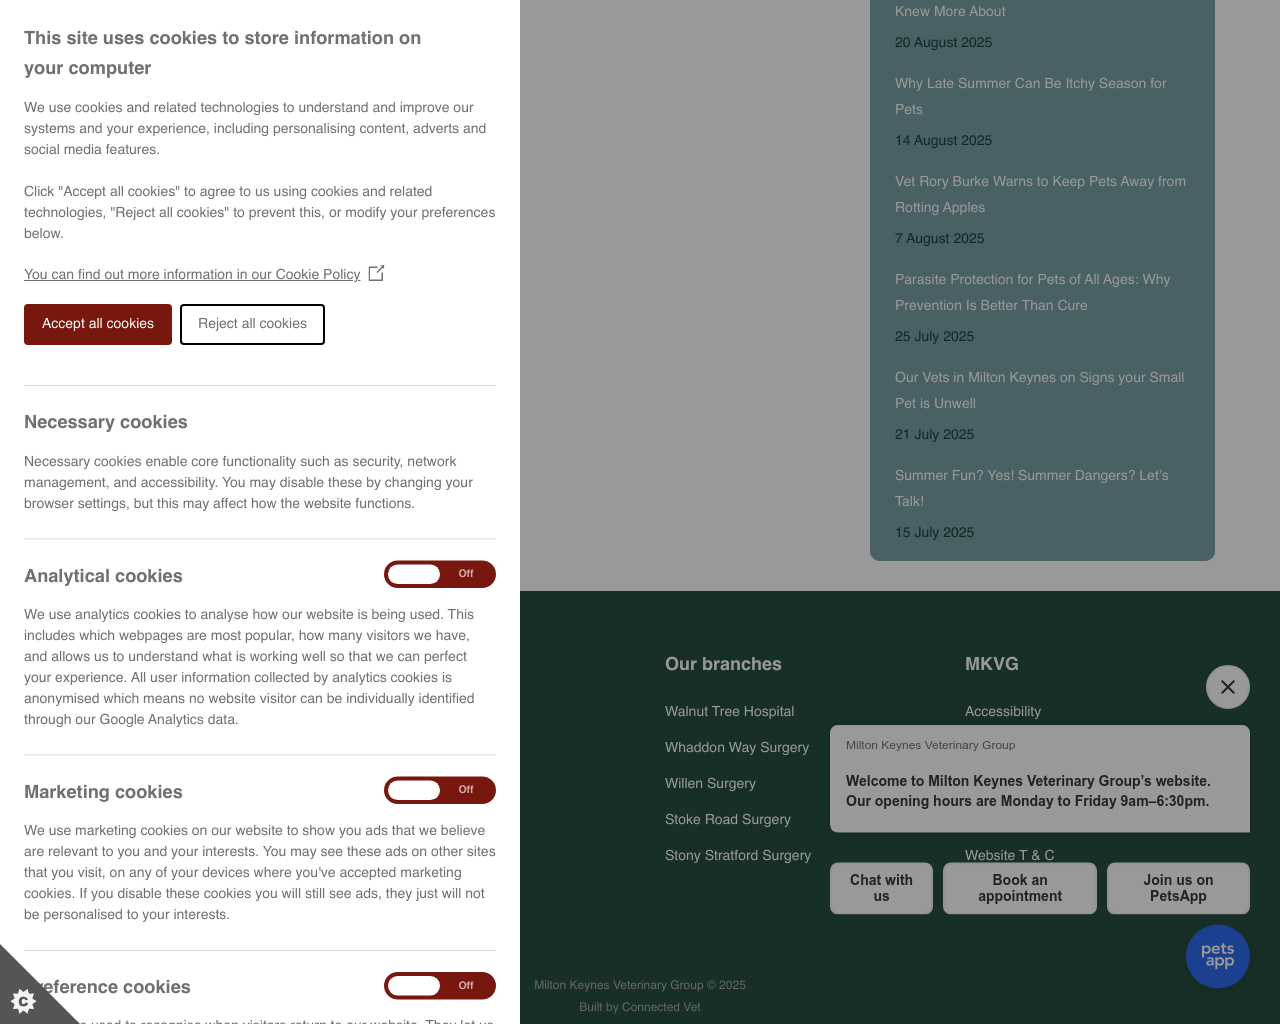 This site uses cookies to store information on
your computer
We use cookies and related technologies to understand and improve our
systems and your experience, including personalising content, adverts and
social media features.
Click "Accept all cookies" to agree to us using cookies and related
technologies, "Reject all cookies" to prevent this, or modify your preferences
below.
You can find out more information in our Cookie Policy
Accept all cookies
Reject all cookies
Necessary cookies
Necessary cookies enable core functionality such as security, network
management, and accessibility. You may disable these by changing your
browser settings, but this may affect how the website functions.
Analytical cookies
Off
We use analytics cookies to analyse how our website is being used. This
includes which webpages are most popular, how many visitors we have,
and allows us to understand what is working well so that we can perfect
your experience. All user information collected by analytics cookies is
anonymised which means no website visitor can be individually identified
through our Google Analytics data.
Marketing cookies
Off
We use marketing cookies on our website to show you ads that we believe
are relevant to you and your interests. You may see these ads on other sites
that you visit, on any of your devices where you've accepted marketing
cookies. If you disable these cookies you will still see ads, they just will not
be personalised to your interests.
eference cookies
Off
used to recognise when visitors return to our website. They let us
Knew More About
20 August 2025
Why Late Summer Can Be Itchy Season for
Pets
14 August 2025
Vet Rory Burke Warns to Keep Pets Away from
Rotting Apples
7 August 2025
Parasite Protection for Pets of All Ages: Why
Prevention Is Better Than Cure
25 July 2025
Our Vets in Milton Keynes on Signs your Small
Pet is Unwell
21 July 2025
Summer Fun? Yes! Summer Dangers? Let's
Talk!
15 July 2025
Our branches
Walnut Tree Hospital
Whaddon Way Surgery
Willen Surgery
Stoke Road Surgery
Stony Stratford Surgery
MKVG
Accessibility
Website T & C
Milton Keynes Veterinary Group
Welcome to Milton Keynes Veterinary Group's website.
Our opening hours are Monday to Friday 9am–6:30pm.
Chat with
us
Book an
appointment
Join us on
PetsApp
pets
app
Milton Keynes Veterinary Group © 2025
Built by Connected Vet